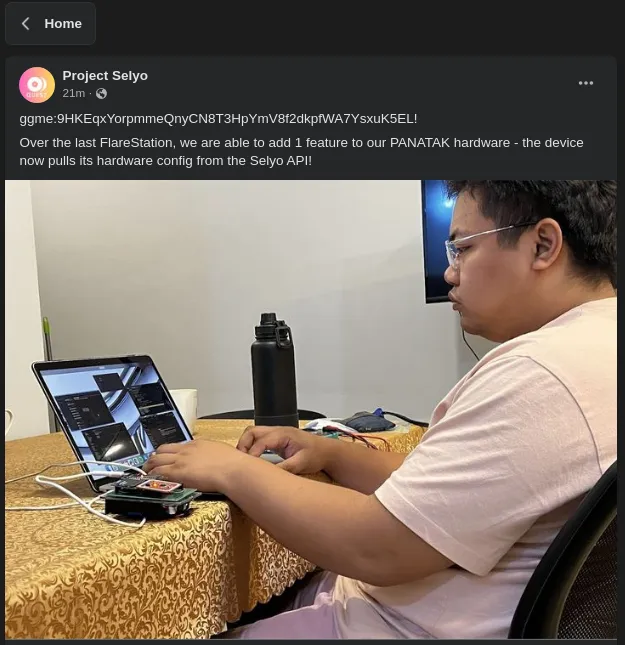 Home
Project Selyo
21m ·
ggme:9HKEqxYorpmmeQnyCN8T3HpYmV8f2dkpfWA7YsxuK5EL!
Over the last FlareStation, we are able to add 1 feature to our PANATAK hardware - the device
now pulls its hardware config from the Selyo API!